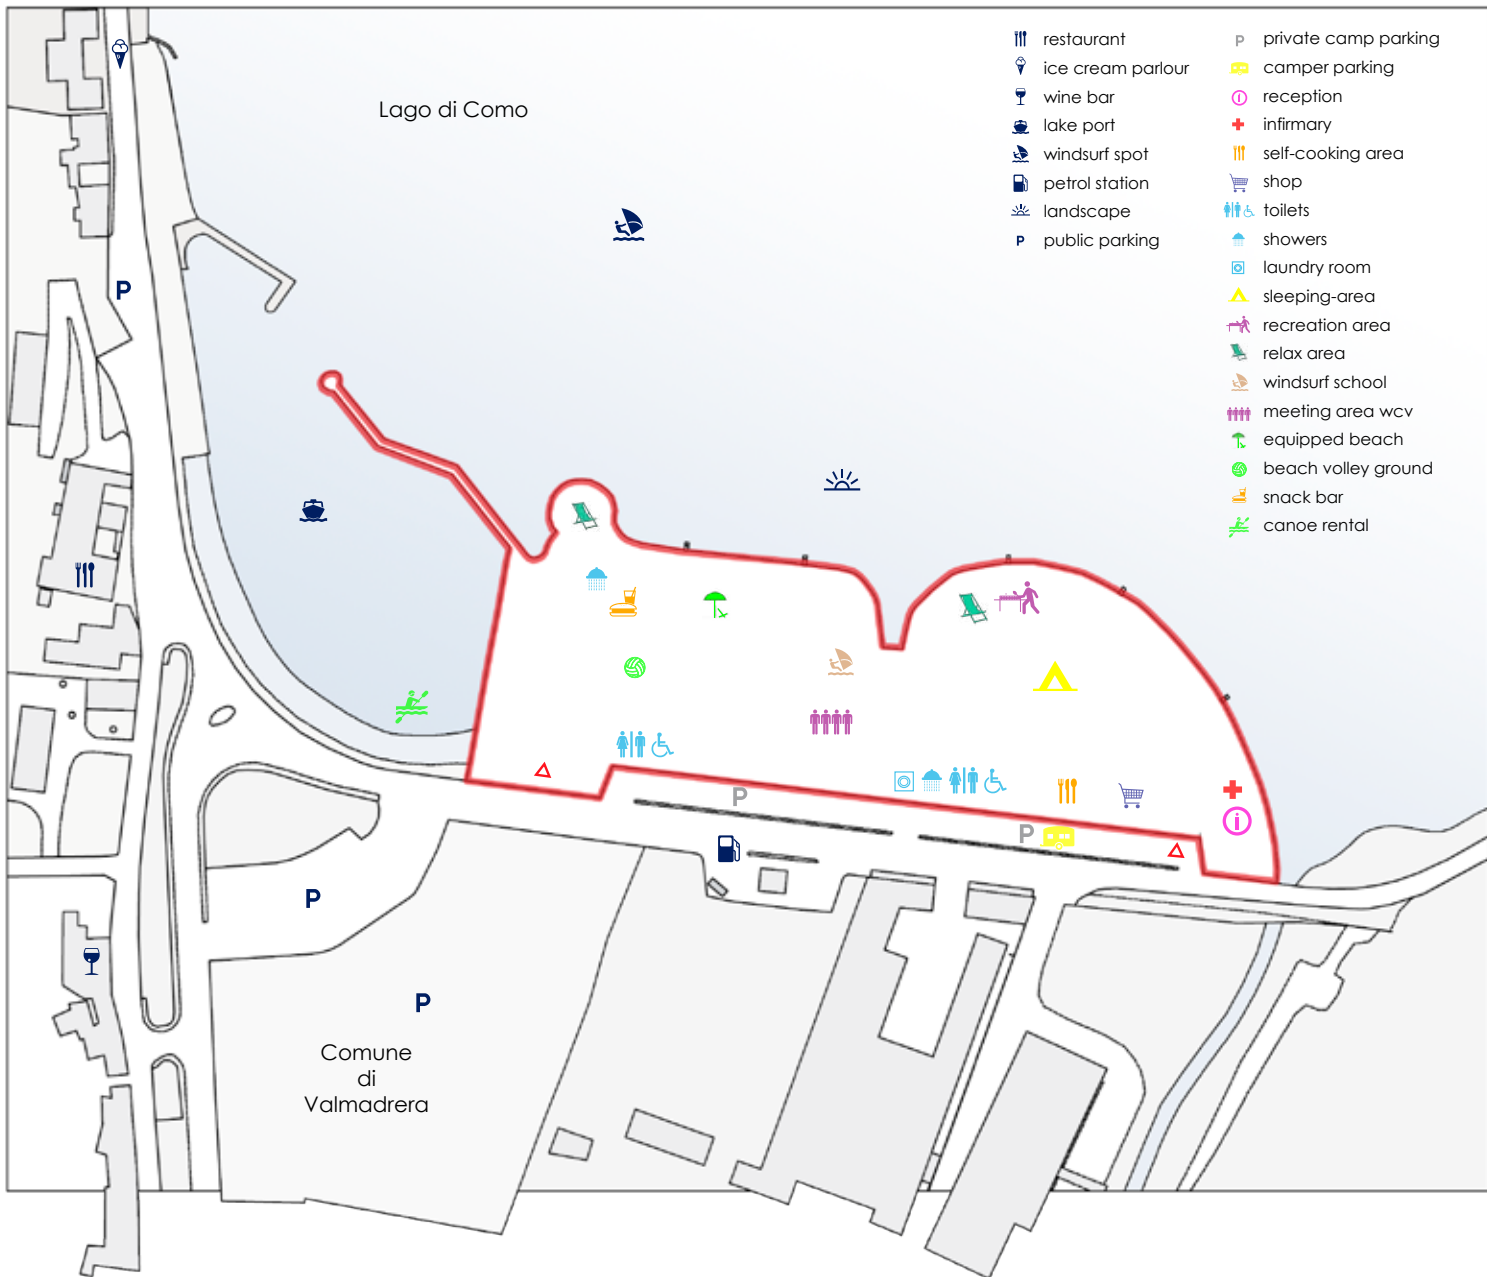 Lago di Como
restaurant
ice cream parlour
wine bar
lake port
windsurf spot
petrol station
landscape
P public parking
P private camp parking
camper parking
reception
infirmary
self-cooking area
shop
toilets
showers
laundry room
sleeping-area
recreation area
relax area
windsurf school
meeting area wcv
equipped beach
beach volley ground
snack bar
canoe rental
P
P
P
P
P
Comune
di
Valmadrera